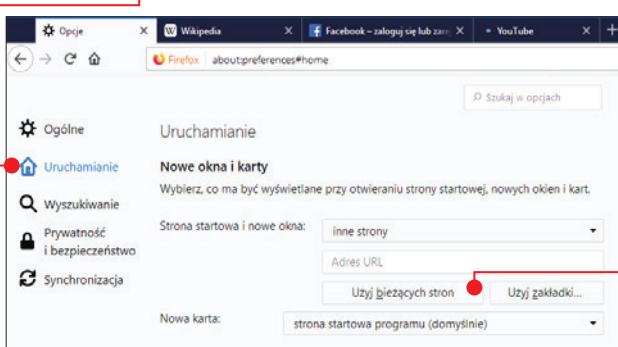 Opcje
Wikipedia
Facebook – zaloguj się lub zare
YouTube
Firefox about:preferences#home
Szukaj w opcjach
Ogólne
Uruchamianie
Wyszukiwanie
Prywatność
i bezpieczeństwo
Synchronizacja
Uruchamianie
Nowe okna i karty
Wybierz, co ma być wyświetlane przy otwieraniu strony startowej, nowych okien i kart.
Strona startowa i nowe okna: inne strony
Adres URL
Użyj bieżących stron Użyj zakładki...
Nowa karta: strona startowa programu (domyślnie)